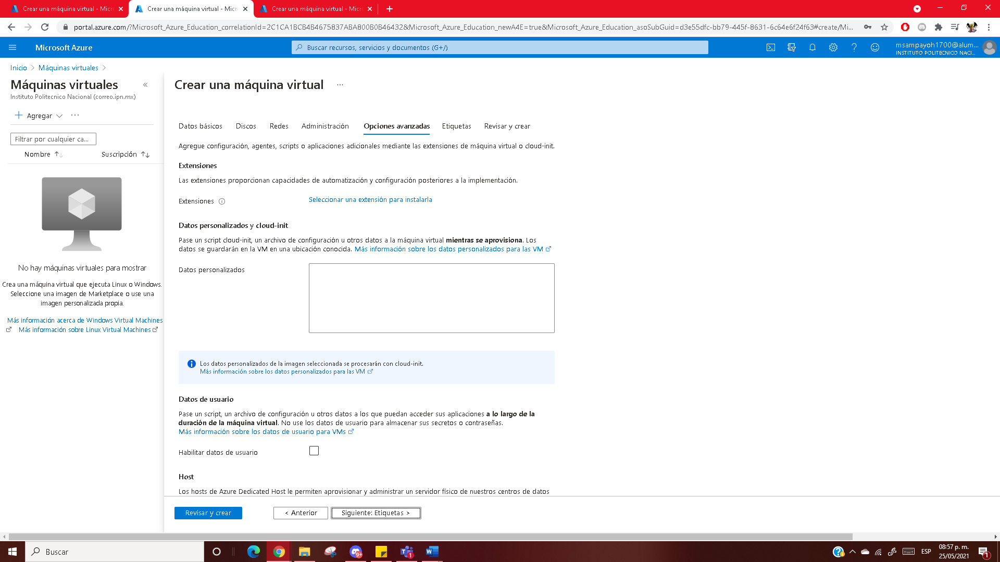 Crear una máquina virtual - Micr
Crear una máquina virtual - Micr
Crear una máquina virtual - Micr
portal.azure.com/?Microsoft_Azure_Education_correlationId=2C1CA1BCB4B4675837ABA800B0B46432&Microsoft_Azure_Education_newA4E=true&Microsoft_Azure_Education_asoSubGuid=d3e55dfc-bb79-445f-8631-6c64e6f24f63#create/Mi...
Microsoft Azure
Buscar recursos, servicios y documentos (G+/)
msampayoh1700@alum...
INSTITUTO POLITECNICO NACI...
Inicio
Máquinas virtuales
Máquinas virtuales
«
Instituto Politecnico Nacional (correo.ipn.mx)
Agregar
...
Filtrar por cualquier ca...
Nombre
Suscripción
No hay máquinas virtuales para mostrar
Crea una máquina virtual que ejecuta Linux o Windows.
Seleccione una imagen de Marketplace o use una
imagen personalizada propia.
Más información acerca de Windows Virtual Machines
Más información sobre Linux Virtual Machines
Crear una máquina virtual
...
Datos básicos
Discos
Redes
Administración
Opciones avanzadas
Etiquetas
Revisar y crear
Agregue configuración, agentes, scripts o aplicaciones adicionales mediante las extensiones de máquina virtual o cloud-init.
Extensiones
Las extensiones proporcionan capacidades de automatización y configuración posteriores a la implementación.
Extensiones
Seleccionar una extensión para instalarla
Datos personalizados y cloud-init
Pase un script cloud-init, un archivo de configuración u otros datos a la máquina virtual mientras se aprovisiona. Los
datos se guardarán en la VM en una ubicación conocida. Más información sobre los datos personalizados para las VM
Datos personalizados
Los datos personalizados de la imagen seleccionada se procesarán con cloud-init.
Más información sobre los datos personalizados para las VM
Datos de usuario
Pase un script, un archivo de configuración u otros datos a los que puedan acceder sus aplicaciones a lo largo de la
duración de la máquina virtual. No use los datos de usuario para almacenar sus secretos o contraseñas.
Más información sobre los datos de usuario para VMs
Habilitar datos de usuario
Host
Los hosts de Azure Dedicated Host le permiten aprovisionar y administrar un servidor físico de nuestros centros de datos
Revisar y crear
< Anterior
Siguiente: Etiquetas >
Buscar
9+
1
ESP
08:57 p. m.
25/05/2021
1